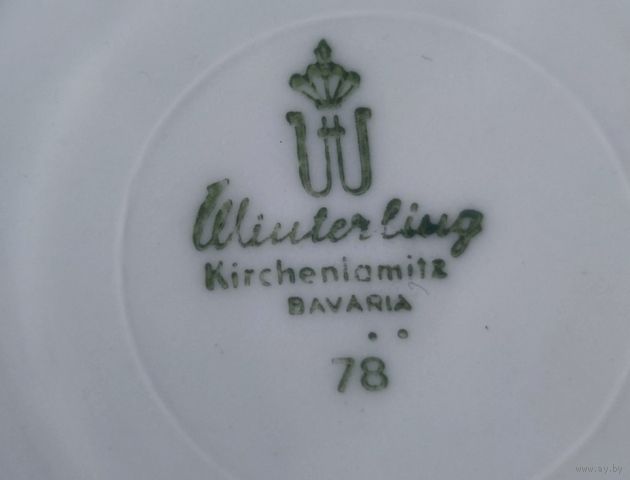 Winterling
Kirchenlamitz
BAVARIA
78
www.ay.by